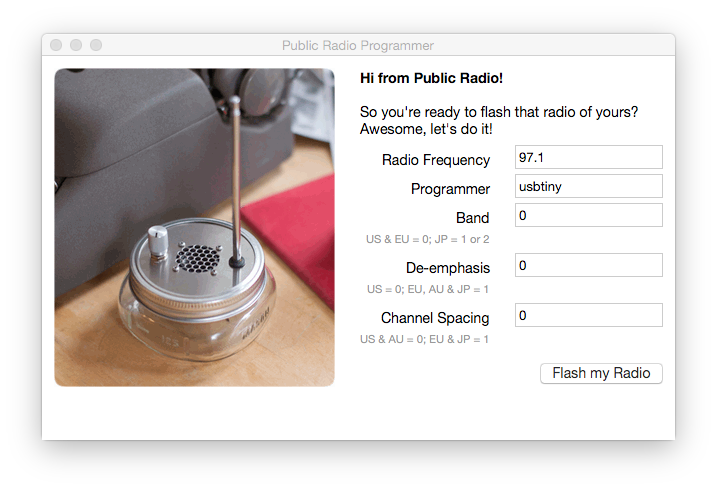 Public Radio Programmer
Hi from Public Radio!
So you're ready to flash that radio of yours?
Awesome, let's do it!
Radio Frequency 97.1
Programmer usbtiny
Band 0
US & EU = 0; JP = 1 or 2
De-emphasis 0
US = 0; EU, AU & JP = 1
Channel Spacing 0
US & AU = 0; EU & JP = 1
Flash my Radio